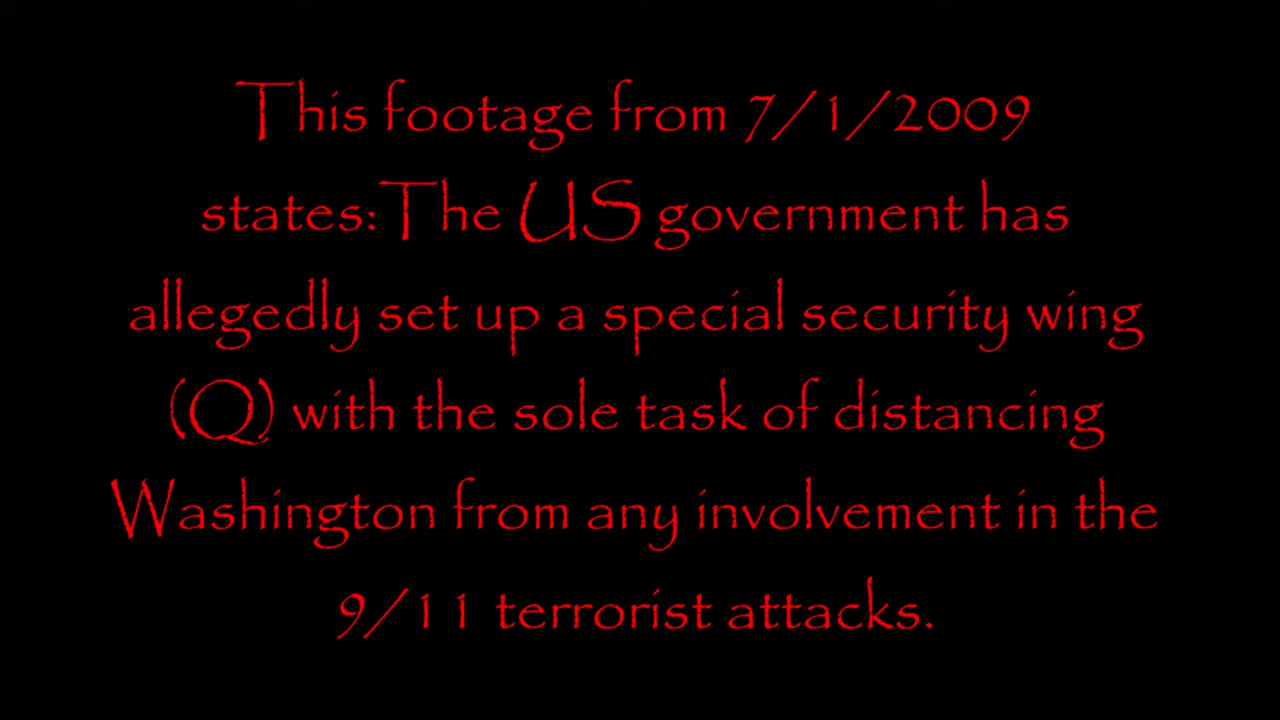 This footage from 7/1/2009
states:The US government has
allegedly set up a special security wing
(Q) with the sole task of distancing
Washington from any involvement in the
9/11 terrorist attacks.